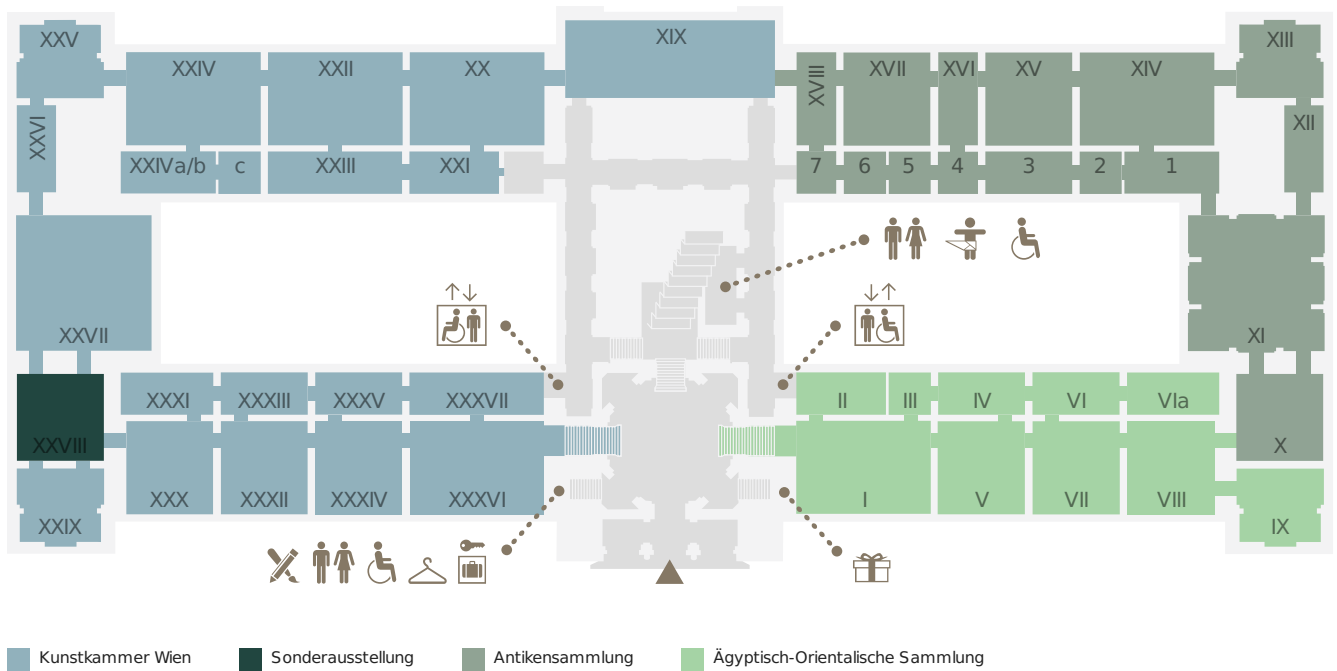 XXV
XIX
XIII
XXIV
XXII
XX
XVIII
XVII
XVI
XV
XIV
XXVI
XII
XXIVa/b
c
XXIII
XXI
7
6
5
4
3
2
1
XXVII
XI
XXXI
XXXIII
XXXV
XXXVII
II
III
IV
VI
VIa
XXVIII
X
XXX
XXXII
XXXIV
XXXVI
I
V
VII
VIII
XXIX
IX
Kunstkammer Wien
Sonderausstellung
Antikensammlung
Ägyptisch-Orientalische Sammlung